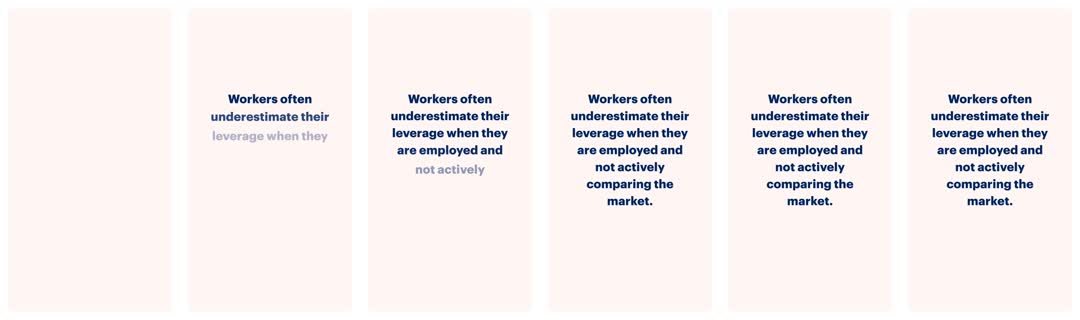 Workers often
underestimate their
leverage when they
Workers often
underestimate their
leverage when they
are employed and
not actively
Workers often
underestimate their
leverage when they
are employed and
not actively
comparing the
market.
Workers often
underestimate their
leverage when they
are employed and
not actively
comparing the
market.
Workers often
underestimate their
leverage when they
are employed and
not actively
comparing the
market.